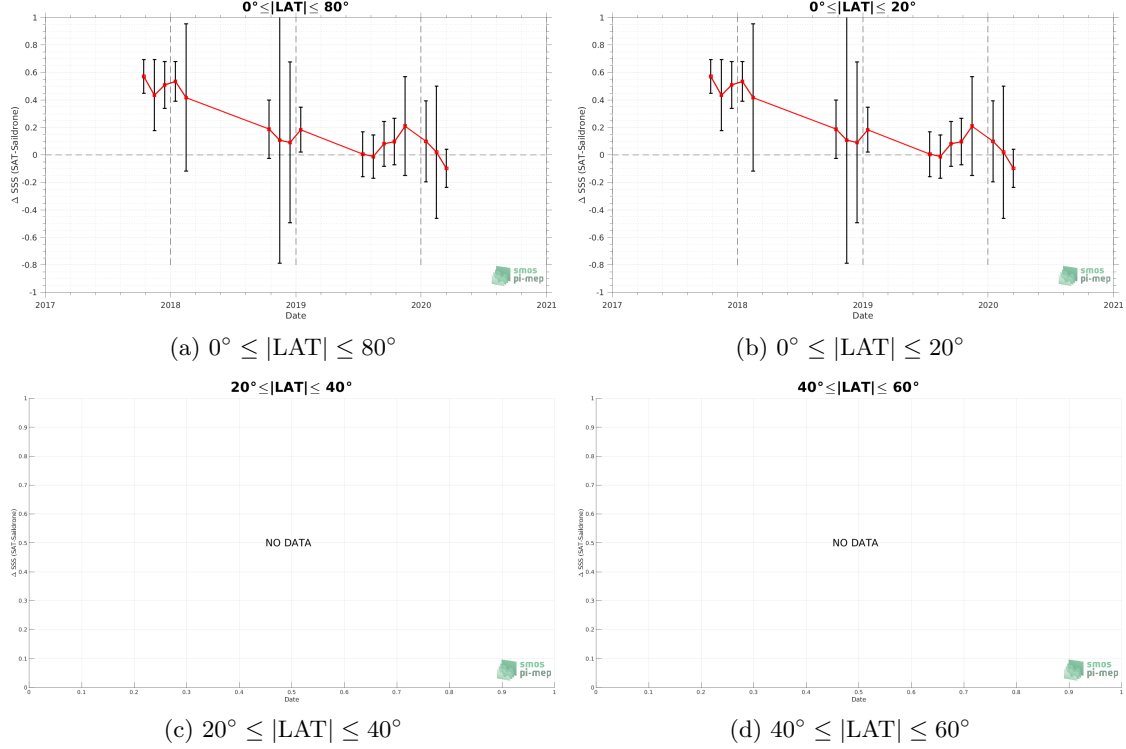 0°≤|LAT|≤ 80°
1
0.8
0.6
0.4
0.2
0
-0.2
-0.4
-0.6
-0.8
-1
Δ SSS (SAT-Saildrone)
2017
2018
2019
2020
2021
Date
smos
pi-mep
(a) 0° ≤ |LAT| ≤ 80°
0°≤|LAT|≤ 20°
1
0.8
0.6
0.4
0.2
0
-0.2
-0.4
-0.6
-0.8
-1
Δ SSS (SAT-Saildrone)
2017
2018
2019
2020
2021
Date
smos
pi-mep
(b) 0° ≤ |LAT| ≤ 20°
20°≤|LAT|≤ 40°
1
0.9
0.8
0.7
0.6
0.5
0.4
0.3
0.2
0.1
0
Δ SSS (SAT-Saildrone)
NO DATA
0
0.1
0.2
0.3
0.4
0.5
0.6
0.7
0.8
0.9
1
Date
smos
pi-mep
(c) 20° ≤ |LAT| ≤ 40°
40°≤|LAT|≤ 60°
1
0.9
0.8
0.7
0.6
0.5
0.4
0.3
0.2
0.1
0
Δ SSS (SAT-Saildrone)
NO DATA
0
0.1
0.2
0.3
0.4
0.5
0.6
0.7
0.8
0.9
1
Date
smos
pi-mep
(d) 40° ≤ |LAT| ≤ 60°